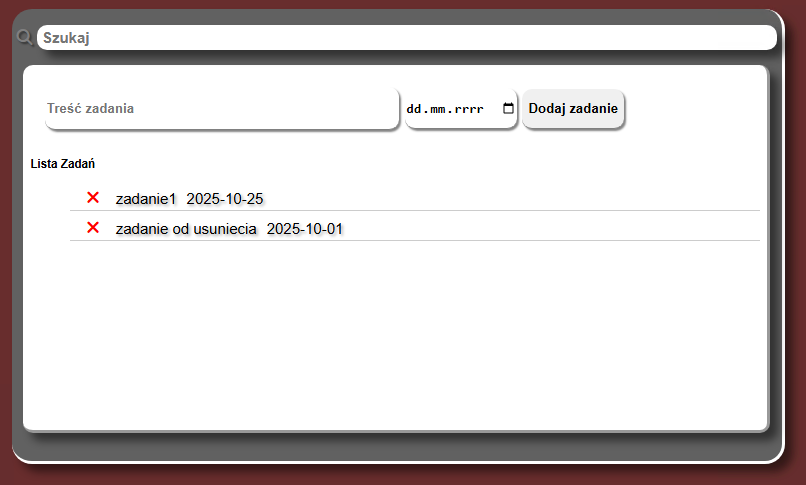 Szukaj
Treść zadania dd.mm.rrrr Dodaj zadanie
Lista Zadań
zadanie1 2025-10-25
zadanie od usuniecia 2025-10-01